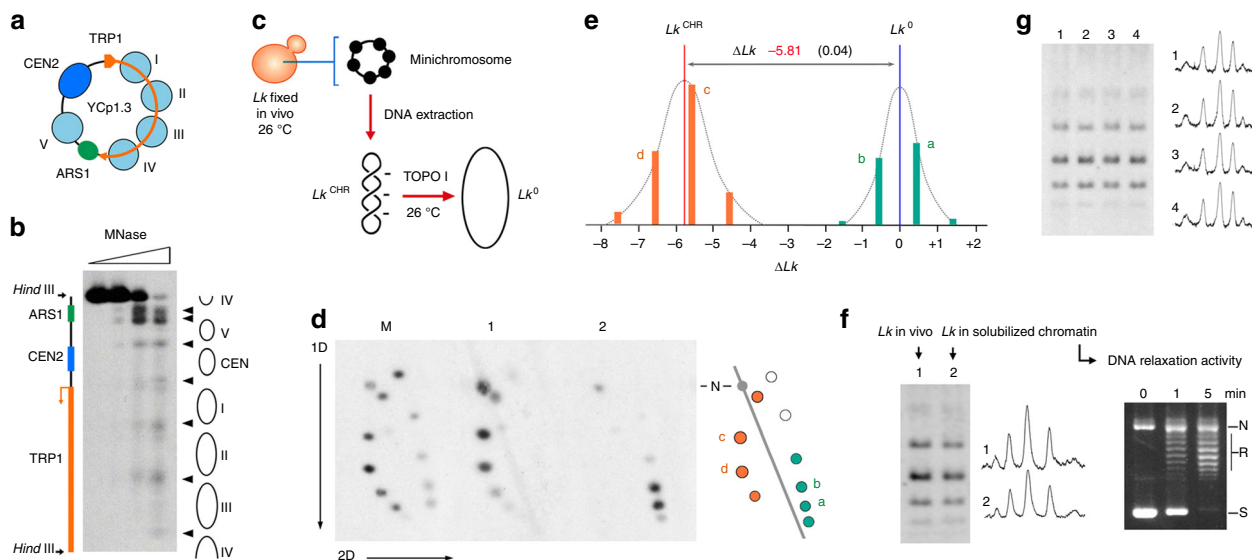 a
TRP1
CEN2
I
YCp1.3
II
III
V
IV
ARS1
b
MNase
Hind III
ARS1
CEN2
TRP1
Hind III
IV
V
CEN
I
II
III
IV
c
Minichromosome
Lk fixed
in vivo
26 °C
DNA extraction
Lk CHR
TOPO I
26 °C
Lk 0
d
M 1 2
1D
2D
N
c
d
b
a
e
Lk CHR
Lk 0
ΔLk –5.81 (0.04)
c
d
b
a
–8 –7 –6 –5 –4 –3 –2 –1 0 +1 +2
ΔLk
f
Lk in vivo Lk in solubilized chromatin
DNA relaxation activity
1 2
1
2
0 1 5 min
N
R
S
g
1 2 3 4
1
2
3
4